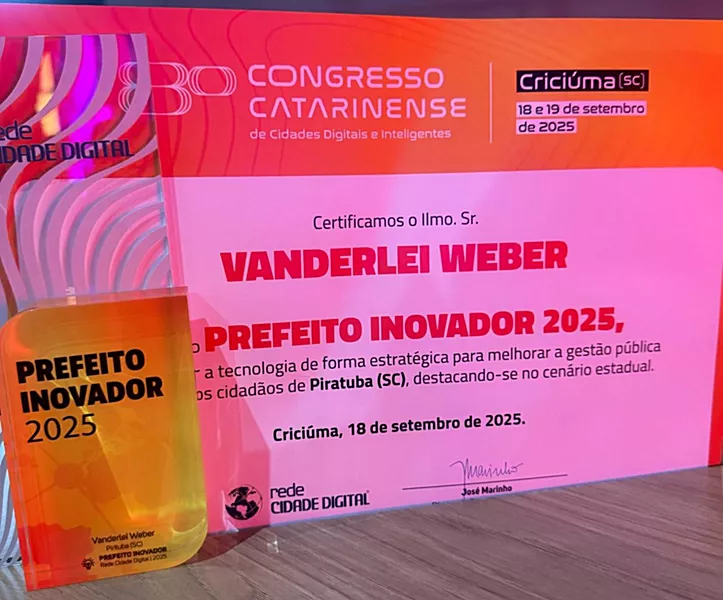 8º CONGRESSO
CATARINENSE
de Cidades Digitais e Inteligentes
Criciúma (SC)
18 e 19 de setembro
de 2025
rede
CIDADE DIGITAL
Certificamos o Ilmo. Sr.
VANDERLEI WEBER
o PREFEITO INOVADOR 2025,
r a tecnologia de forma estratégica para melhorar a gestão pública
os cidadãos de Piratuba (SC), destacando-se no cenário estadual.
Criciúma, 18 de setembro de 2025.
rede
CIDADE DIGITAL
Marinho
José Marinho
PREFEITO
INOVADOR
2025
Vanderlei Weber
Pirituba (SC)
PREFEITO INOVADOR
Rede Cidade Digital | 2025